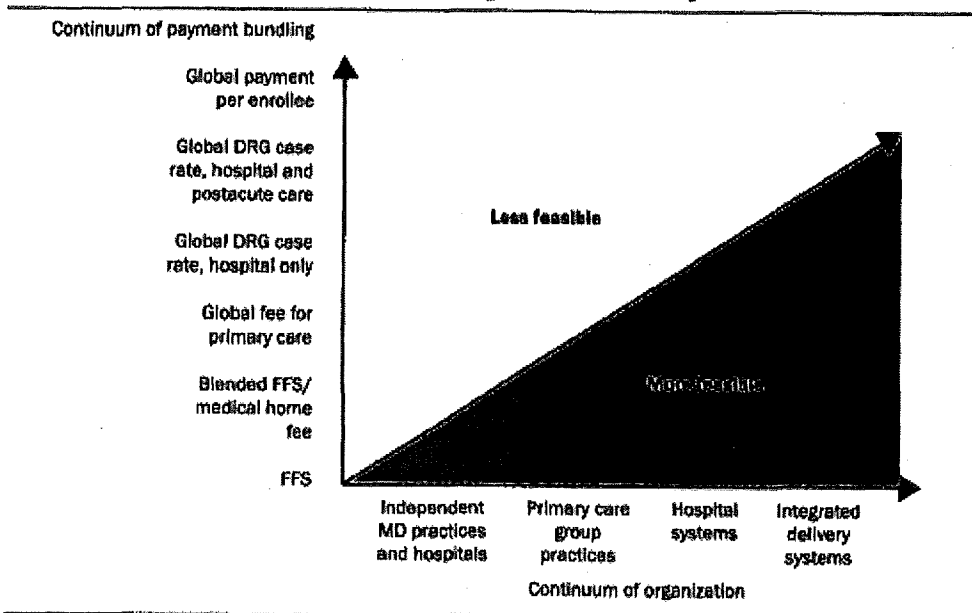 Continuum of payment bundling
Global payment
per enrollee
Global DRG case
rate, hospital and
postacute care
Global DRG case
rate, hospital only
Global fee for
primary care
Blended FFS/
medical home
fee
FFS
Less feasible
More feasible
Independent
MD practices
and hospitals
Primary care
group
practices
Hospital
systems
Integrated
delivery
systems
Continuum of organization